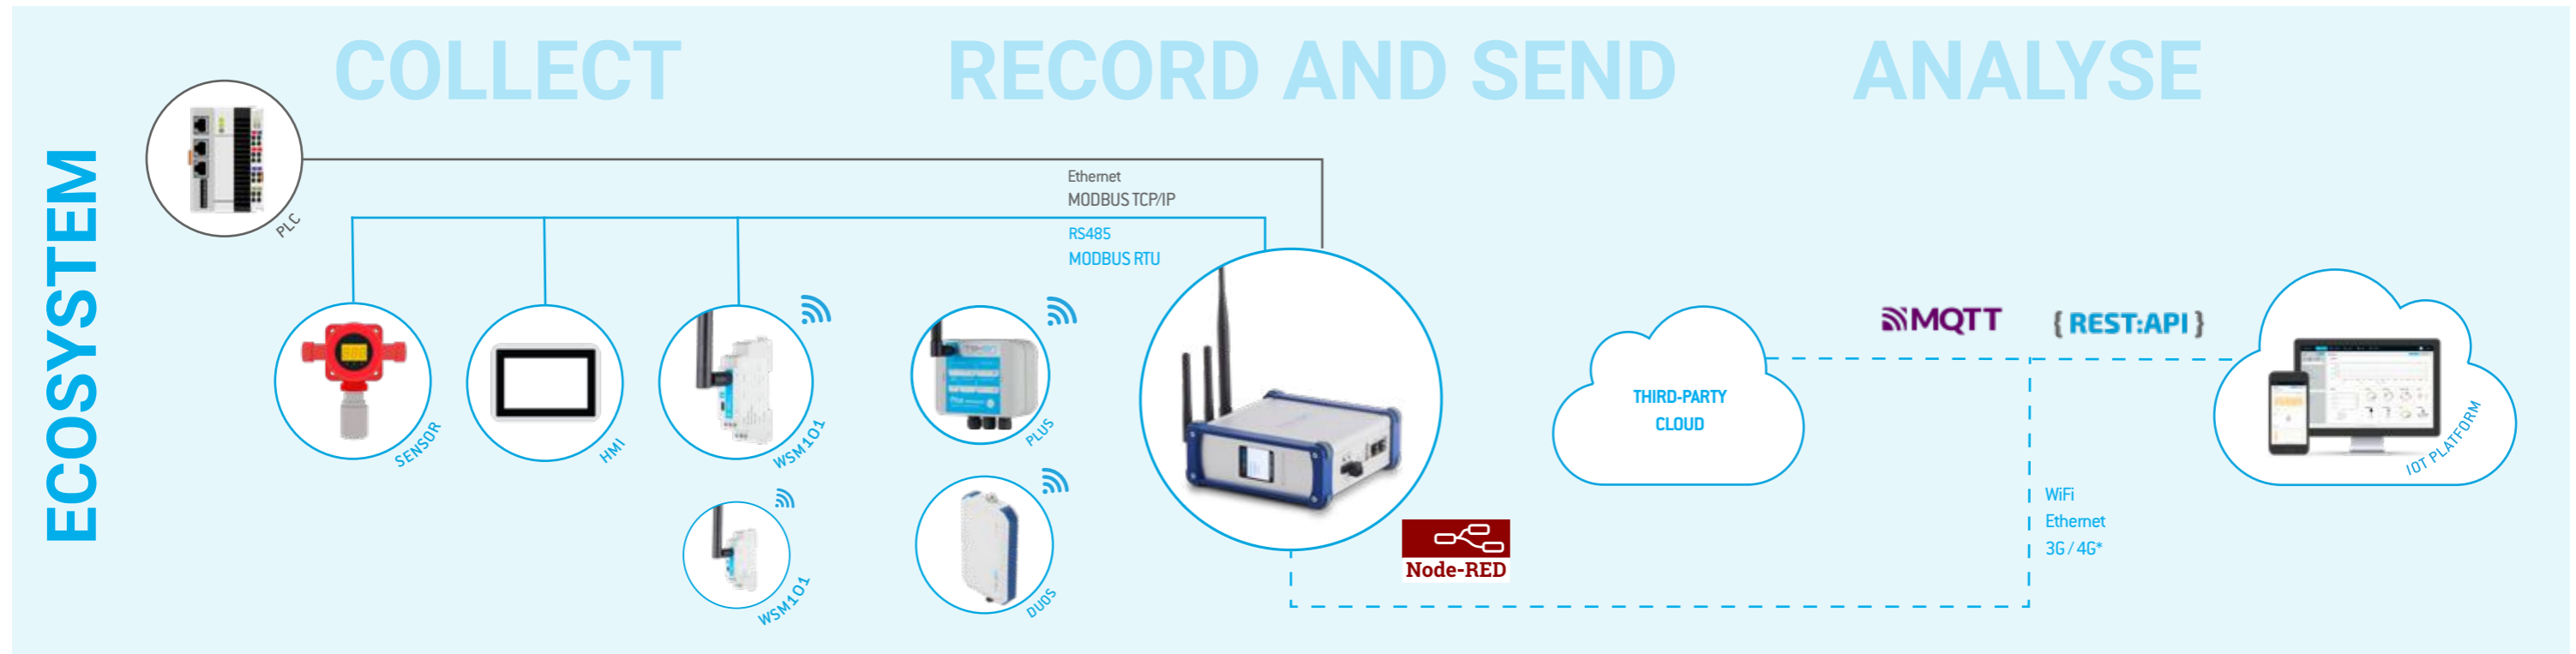 COLLECT
RECORD AND SEND
ANALYSE
ECOSYSTEM
PLC
Ethernet
MODBUS TCP/IP
RS485
MODBUS RTU
SENSOR
HMI
WSM101
PLUS
WSM101
DUOS
Node-RED
THIRD-PARTY
CLOUD
MQTT
{ REST:API }
WiFi
Ethernet
3G / 4G*
IOT PLATFORM